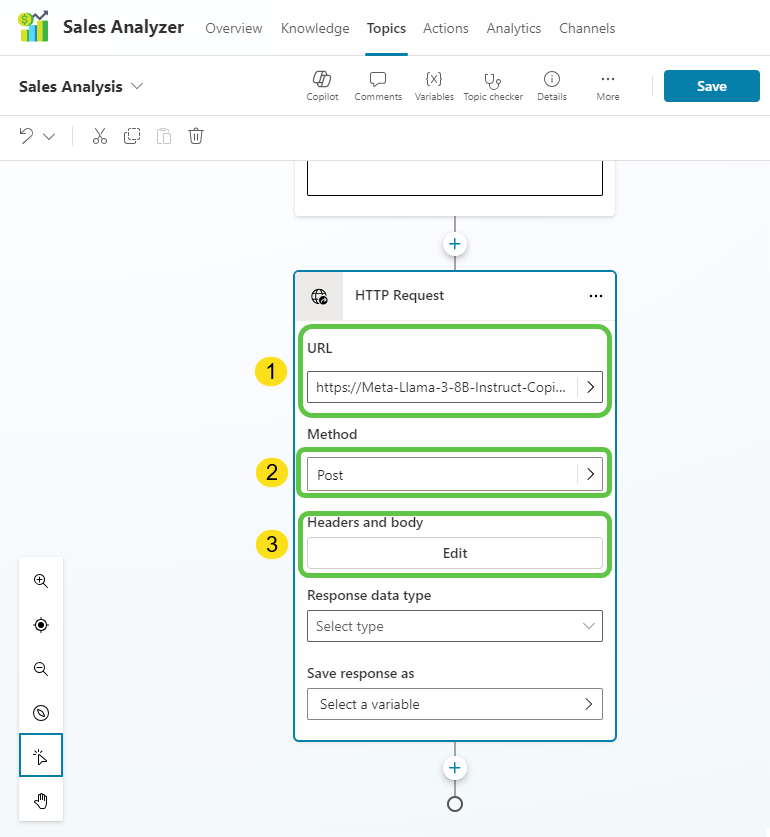 Sales Analyzer
Overview
Knowledge
Topics
Actions
Analytics
Channels
Sales Analysis
Copilot
Comments
{x}
Variables
Topic checker
Details
More
Save
HTTP Request
1
URL
https://Meta-Llama-3-8B-Instruct-Copi...
Method
2
Post
Headers and body
3
Edit
Response data type
Select type
Save response as
Select a variable